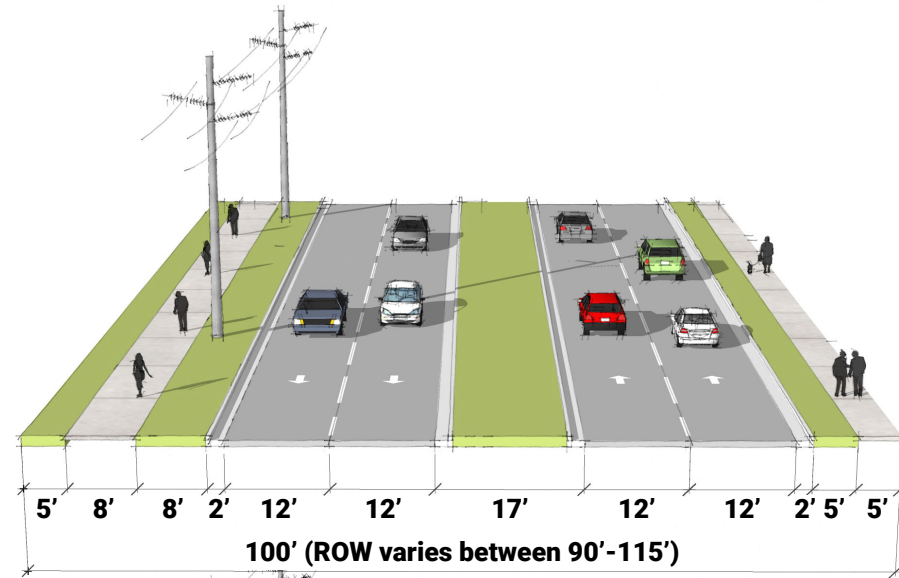 5’ 8’ 8’ 2’ 12’ 12’ 17’ 12’ 12’ 2’ 5’ 5’
100’ (ROW varies between 90’-115’)